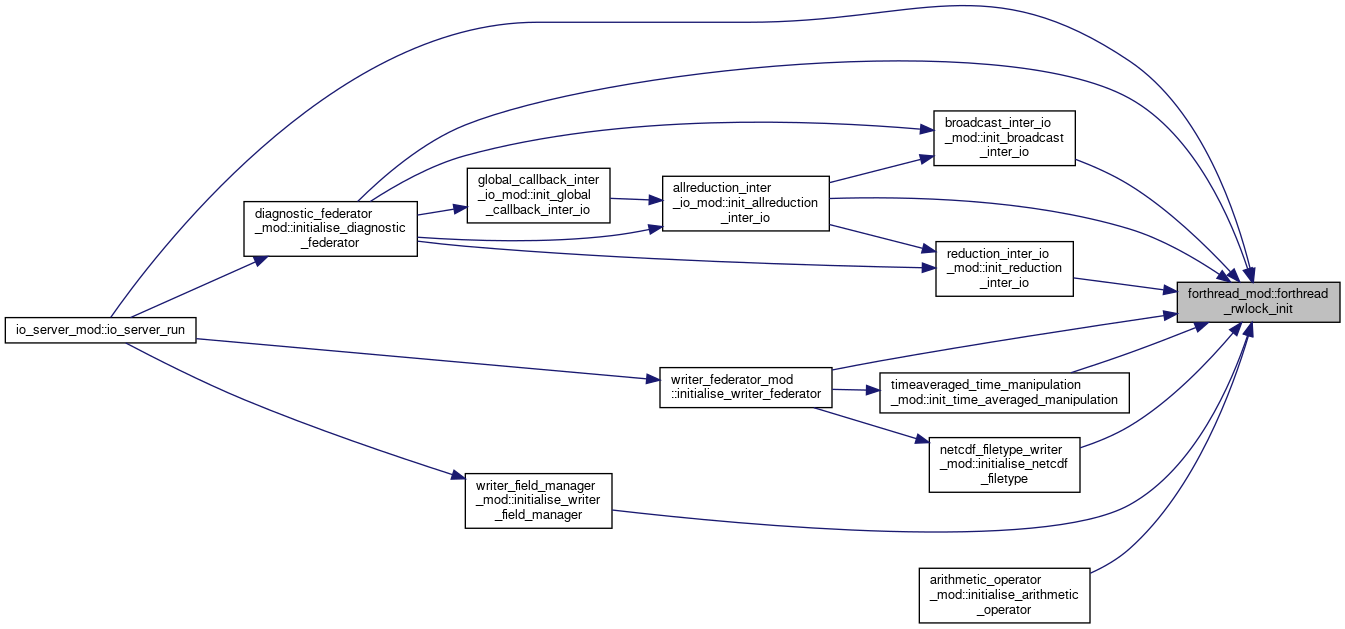 broadcast_inter_io
_mod::init_broadcast
_inter_io
global_callback_inter
_io_mod::init_global
_callback_inter_io
allreduction_inter
_io_mod::init_allreduction
_inter_io
diagnostic_federator
_mod::initialise_diagnostic
_federator
reduction_inter_io
_mod::init_reduction
_inter_io
forthread_mod::forthread
_rwlock_init
io_server_mod::io_server_run
writer_federator_mod
::initialise_writer_federator
timeaveraged_time_manipulation
_mod::init_time_averaged_manipulation
netcdf_filetype_writer
_mod::initialise_netcdf
_filetype
writer_field_manager
_mod::initialise_writer
_field_manager
arithmetic_operator
_mod::initialise_arithmetic
_operator